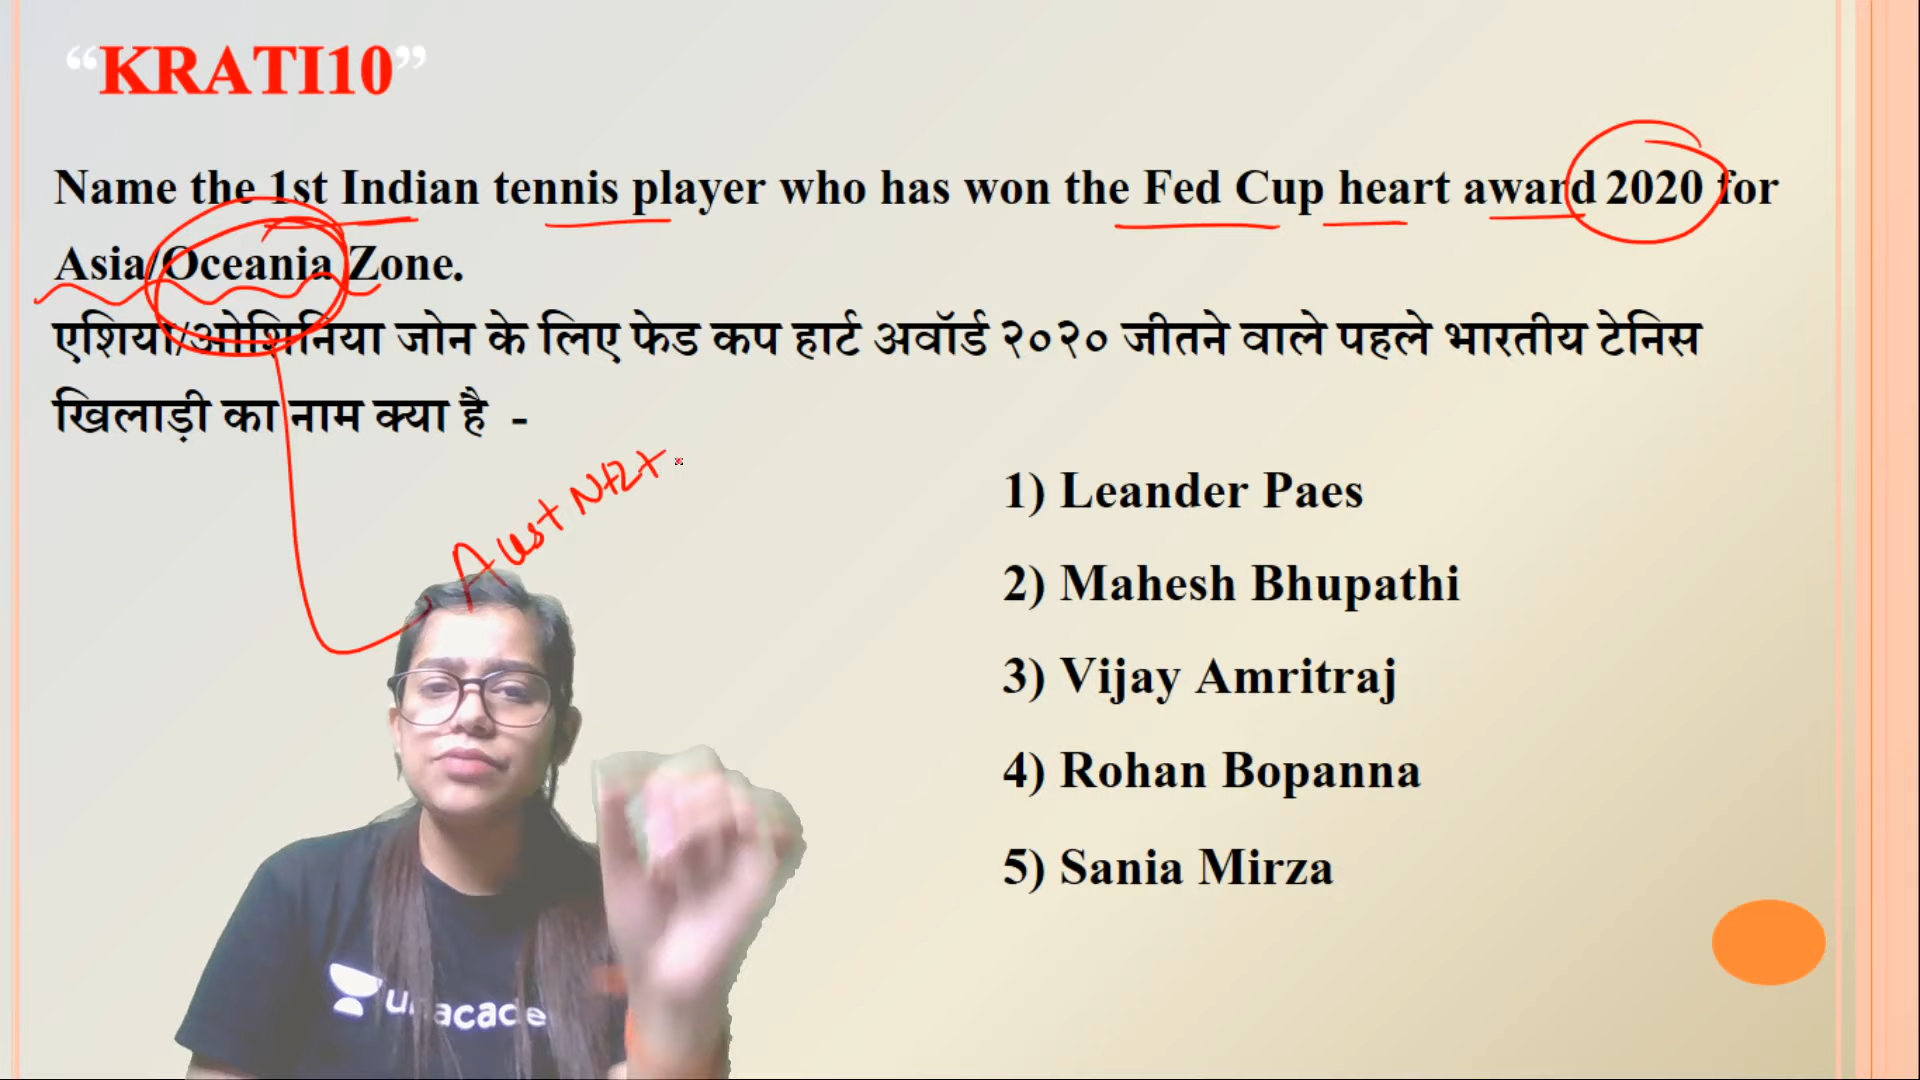 “KRATI10”
Name the 1st Indian tennis player who has won the Fed Cup heart award 2020 for
Asia/Oceania Zone.
एशिया/ओशिनिया जोन के लिए फेड कप हार्ट अवॉर्ड २०२० जीतने वाले पहले भारतीय टेनिस
खिलाड़ी का नाम क्या है -
Aust NZ+
1) Leander Paes
2) Mahesh Bhupathi
3) Vijay Amritraj
4) Rohan Bopanna
5) Sania Mirza